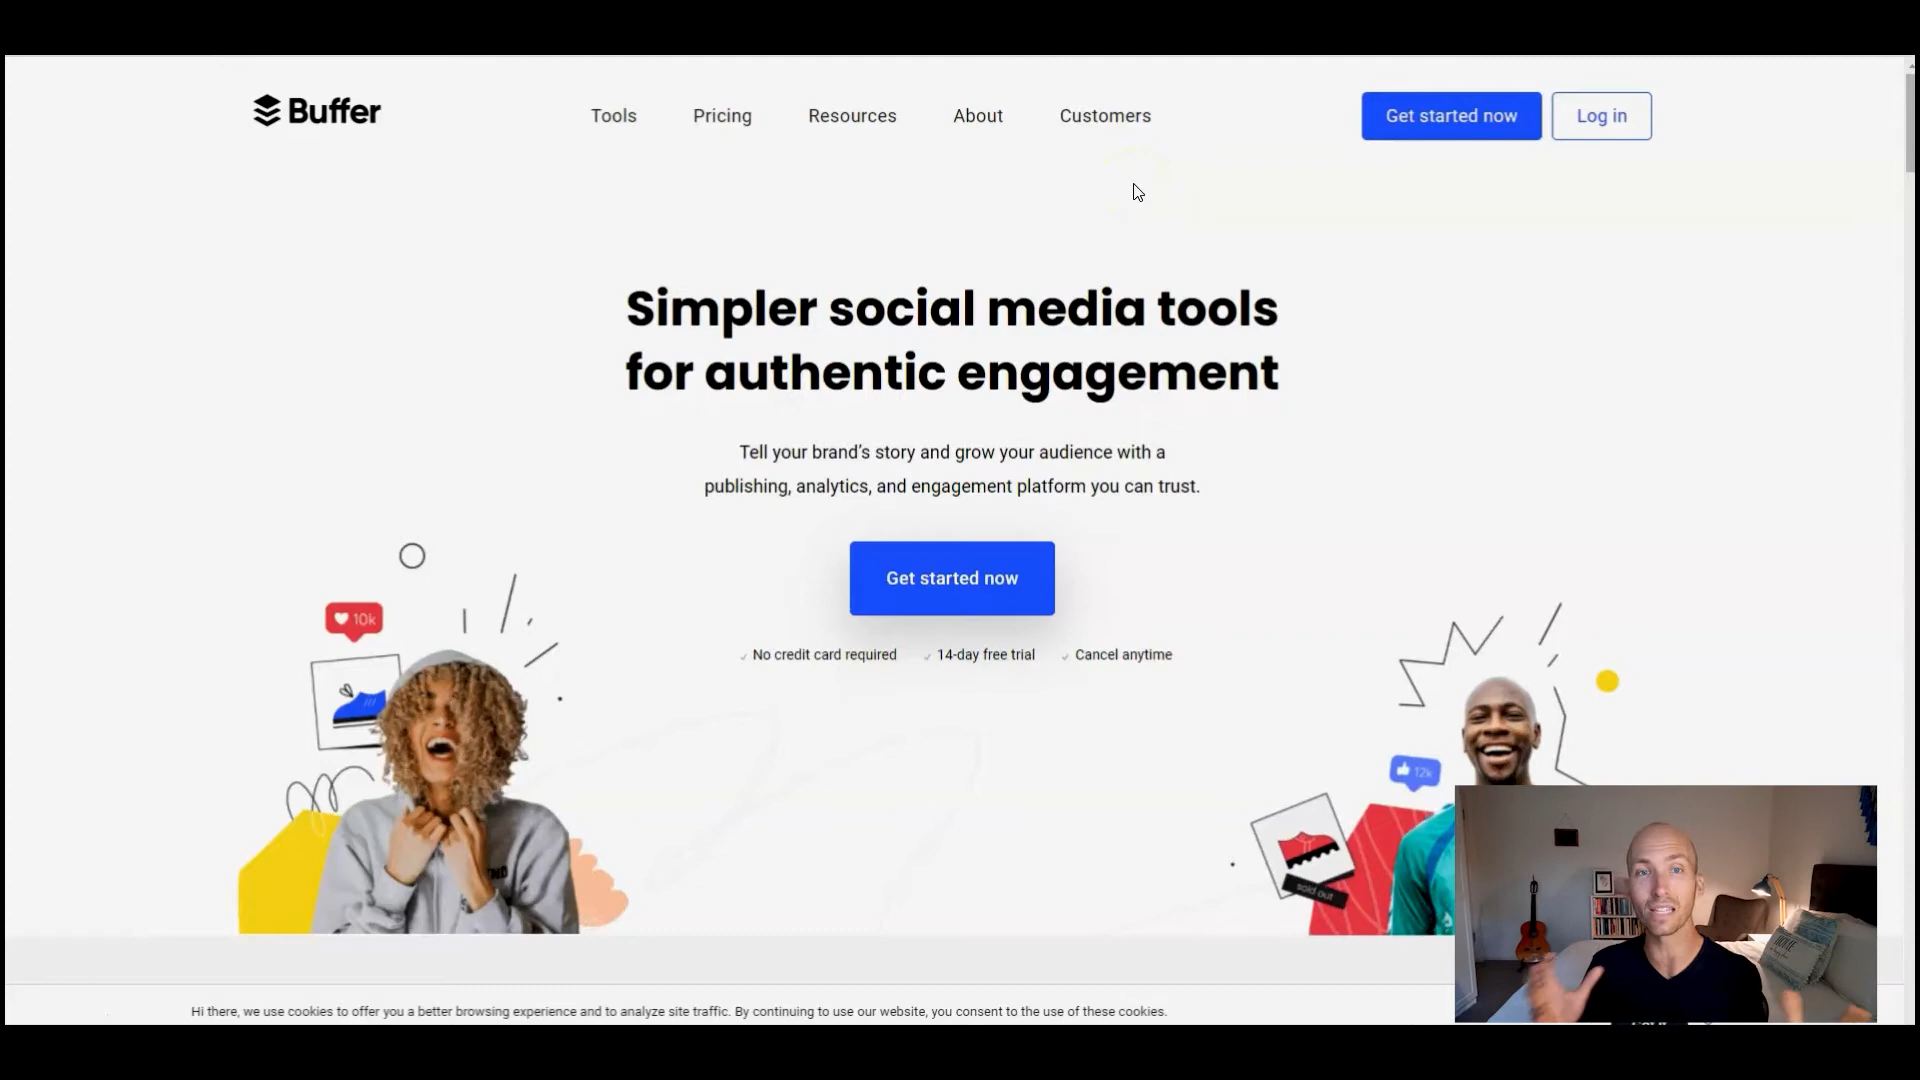 Buffer
Tools
Pricing
Resources
About
Customers
Get started now
Log in
Simpler social media tools
for authentic engagement
Tell your brand’s story and grow your audience with a
publishing, analytics, and engagement platform you can trust.
Get started now
No credit card required
14-day free trial
Cancel anytime
10k
12k
sold out
Hi there, we use cookies to offer you a better browsing experience and to analyze site traffic. By continuing to use our website, you consent to the use of these cookies.